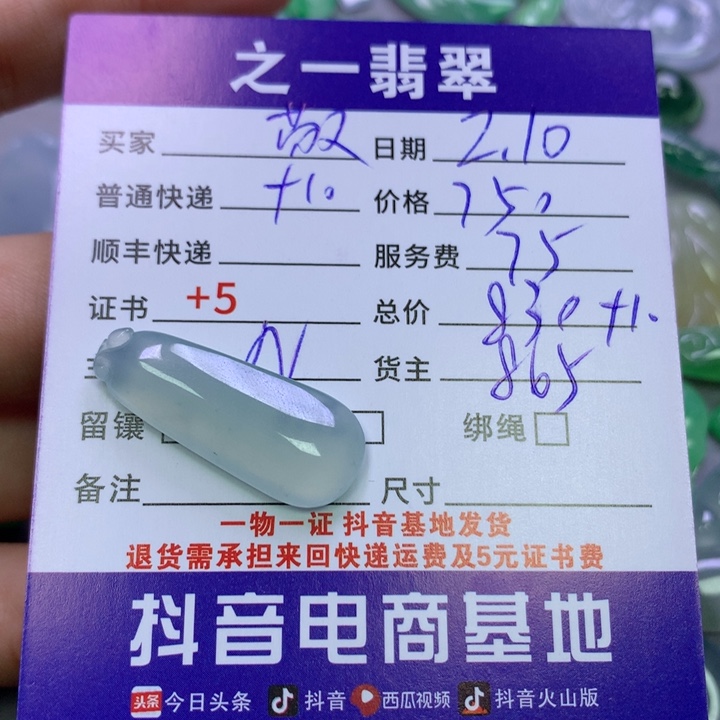 之一翡翠
买家 敬 日期 2.10
普通快递 +10 价格 750
顺丰快递 服务费 75
证书 +5 总价 830 +10
主 N 货主 865
留镶 绑绳
备注 尺寸
一物一证 抖音基地发货
退货需承担来回快递运费及5元证书费
抖音电商基地
头条 今日头条 抖音 西瓜视频 抖音火山版